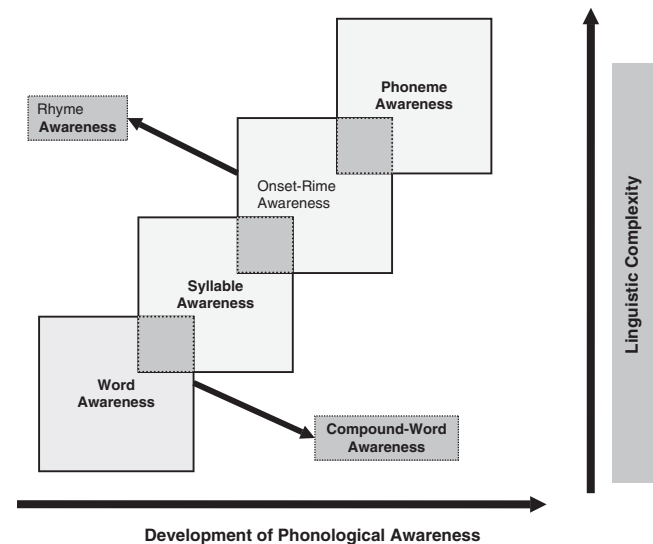 Phoneme
Awareness
Rhyme
Awareness
Onset-Rime
Awareness
Syllable
Awareness
Word
Awareness
Compound-Word
Awareness
Linguistic Complexity
Development of Phonological Awareness